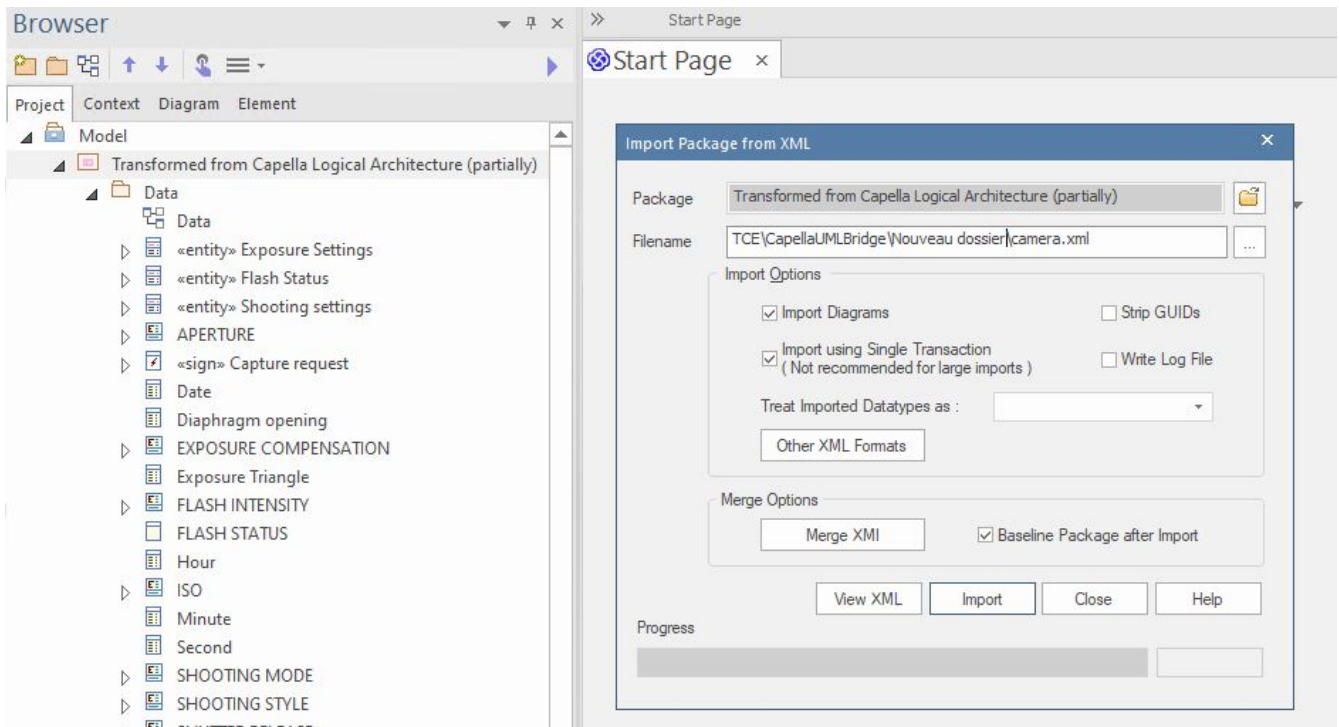 Browser
Project Context Diagram Element
Model
Transformed from Capella Logical Architecture (partially)
Data
Data
«entity» Exposure Settings
«entity» Flash Status
«entity» Shooting settings
APERTURE
«sign» Capture request
Date
Diaphragm opening
EXPOSURE COMPENSATION
Exposure Triangle
FLASH INTENSITY
FLASH STATUS
Hour
ISO
Minute
Second
SHOOTING MODE
SHOOTING STYLE
Start Page
Start Page
Import Package from XML
Package Transformed from Capella Logical Architecture (partially)
Filename TCE\CapellaUMLBridge\Nouveau dossier\camera.xml ...
Import Options
Import Diagrams Strip GUIDs
Import using Single Transaction
( Not recommended for large imports ) Write Log File
Treat Imported Datatypes as :
Other XML Formats
Merge Options
Merge XMI Baseline Package after Import
View XML Import Close Help
Progress